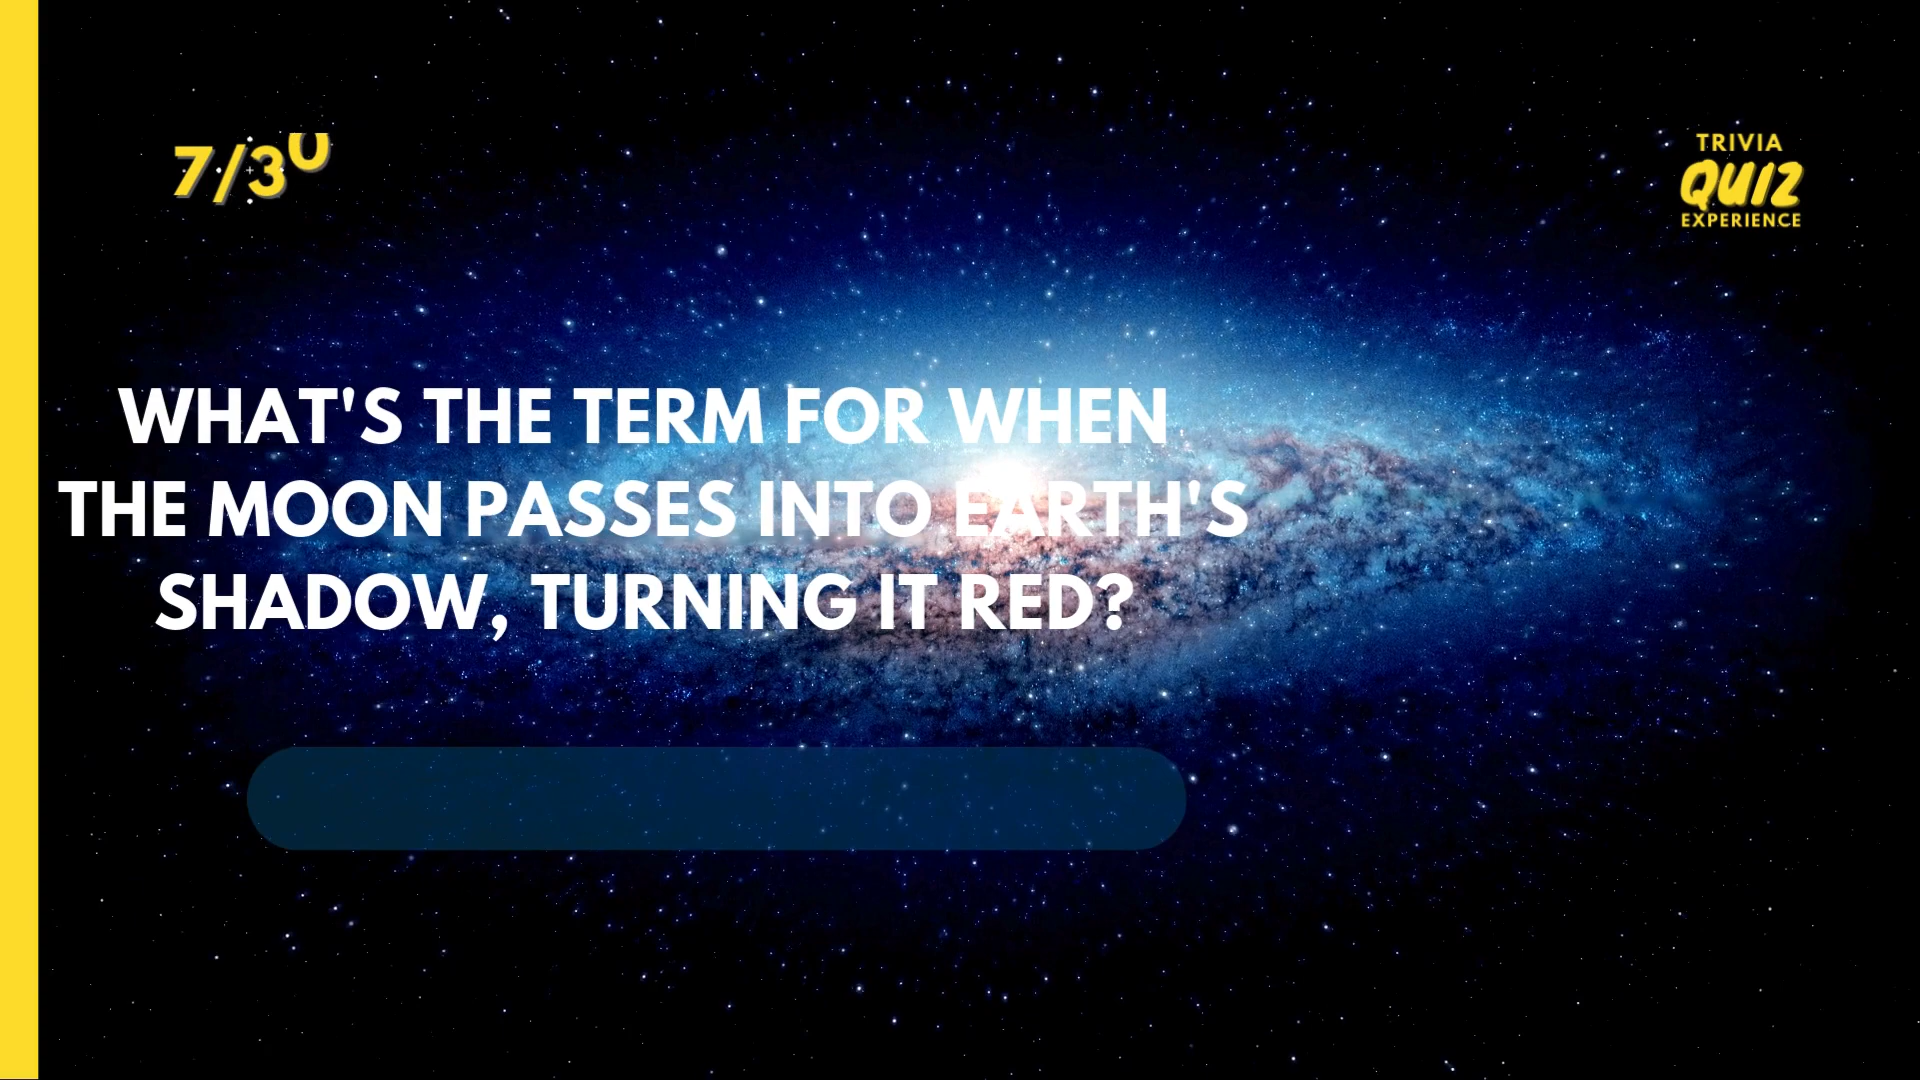 7/30
TRIVIA
QUIZ
EXPERIENCE
WHAT'S THE TERM FOR WHEN
THE MOON PASSES INTO EARTH'S
SHADOW, TURNING IT RED?